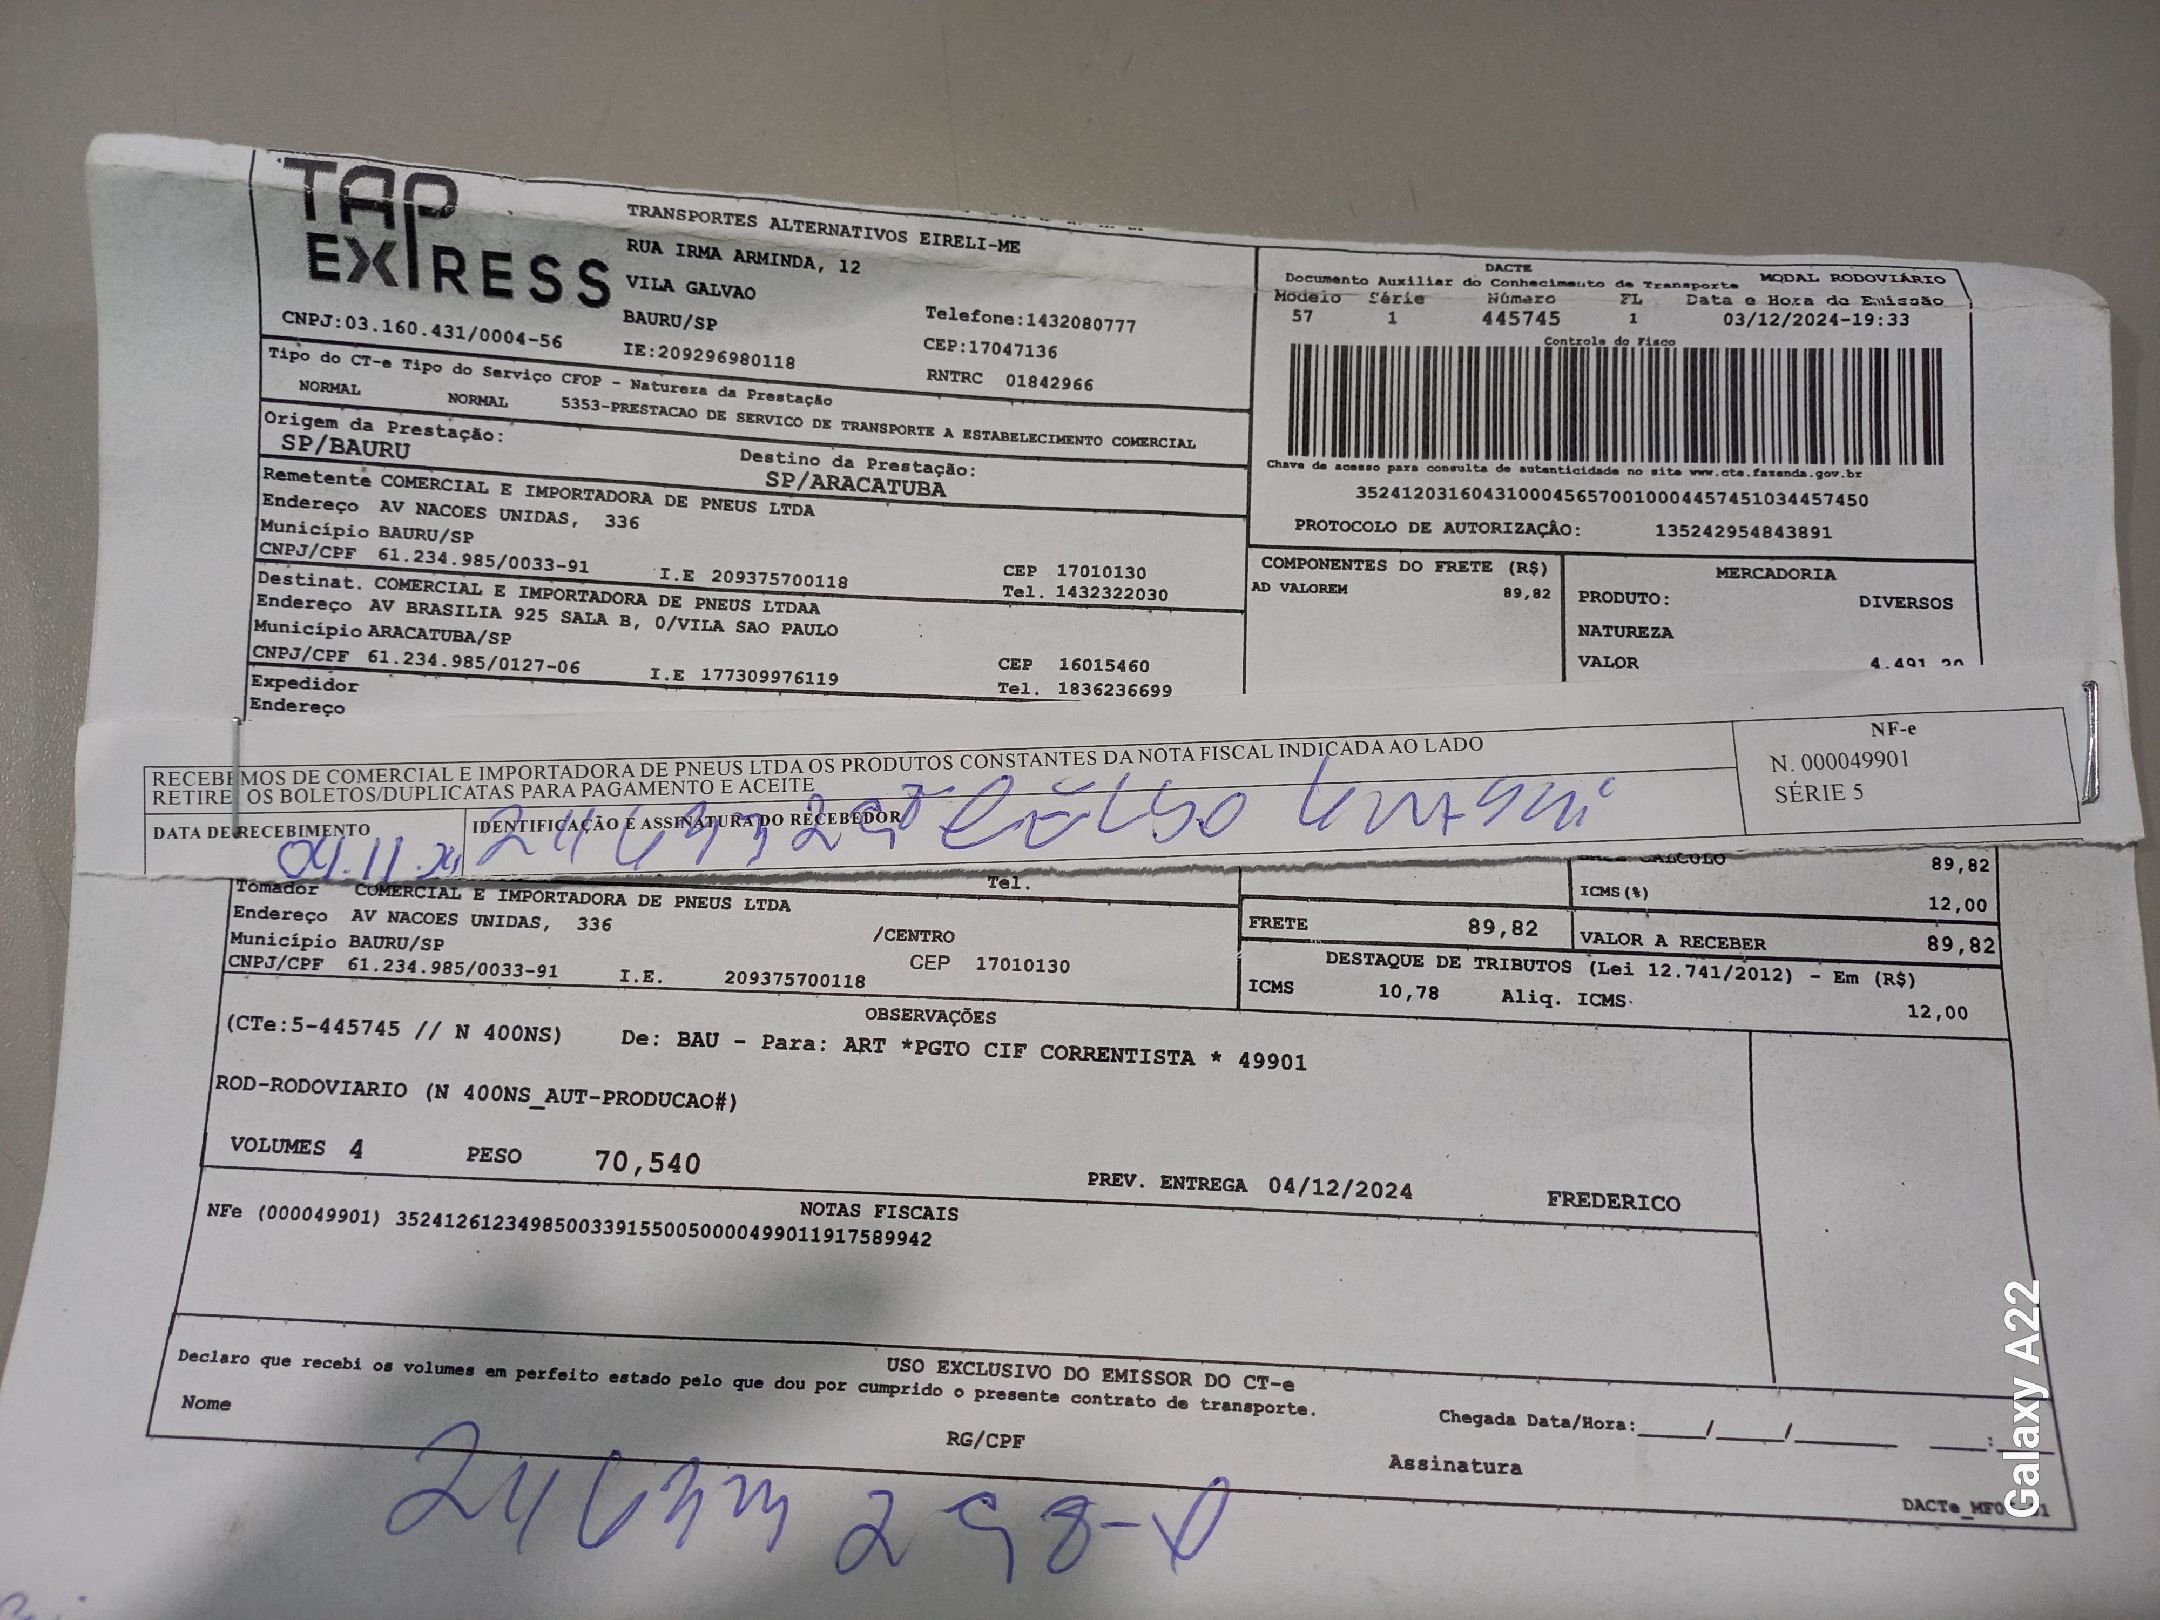 TAP
EXPRESS
TRANSPORTES ALTERNATIVOS EIRELI-ME
RUA IRMA ARMINDA, 12
VILA GALVAO
BAURU/SP
Telefone:1432080777
CNPJ:03.160.431/0004-56
IE:209296980118
CEP:17047136
RNTRC 01842966
DACTE
Documento Auxiliar do Conhecimento de Transporte
MODAL RODOVIÁRIO
Modelo Série Número FL Data e Hora de Emissão
57 1 445745 1 03/12/2024-19:33
Controle do Fisco
Chave de acesso para consulta de autenticidade no site www.cte.fazenda.gov.br
35241203160431000456570010004457451034457450
PROTOCOLO DE AUTORIZAÇÃO: 135242954843891
Tipo do CT-e Tipo do Serviço CFOP - Natureza da Prestação
NORMAL NORMAL 5353-PRESTACAO DE SERVICO DE TRANSPORTE A ESTABELECIMENTO COMERCIAL
Origem da Prestação: Destino da Prestação:
SP/BAURU SP/ARACATUBA
Remetente COMERCIAL E IMPORTADORA DE PNEUS LTDA
Endereço AV NACOES UNIDAS, 336
Município BAURU/SP CEP 17010130
CNPJ/CPF 61.234.985/0033-91 I.E 209375700118 Tel. 1432322030
Destinat. COMERCIAL E IMPORTADORA DE PNEUS LTDAA
Endereço AV BRASILIA 925 SALA B, 0/VILA SAO PAULO
Município ARACATUBA/SP CEP 16015460
CNPJ/CPF 61.234.985/0127-06 I.E 177309976119 Tel. 1836236699
Expedidor
Endereço
COMPONENTES DO FRETE (R$)
AD VALOREM 89,82
MERCADORIA
PRODUTO: DIVERSOS
NATUREZA
VALOR 4.491,20
RECEBEMOS DE COMERCIAL E IMPORTADORA DE PNEUS LTDA OS PRODUTOS CONSTANTES DA NOTA FISCAL INDICADA AO LADO
RETIREI OS BOLETOS/DUPLICATAS PARA PAGAMENTO E ACEITE
DATA DE RECEBIMENTO
IDENTIFICAÇÃO E ASSINATURA DO RECEBEDOR
NF-e
N. 000049901
SÉRIE 5
Tel.
CALCULO 89,82
ICMS(%) 12,00
Tomador COMERCIAL E IMPORTADORA DE PNEUS LTDA
Endereço AV NACOES UNIDAS, 336 /CENTRO
Município BAURU/SP CEP 17010130
CNPJ/CPF 61.234.985/0033-91 I.E. 209375700118
FRETE 89,82 VALOR A RECEBER 89,82
DESTAQUE DE TRIBUTOS (Lei 12.741/2012) - Em (R$)
ICMS 10,78 Aliq. ICMS 12,00
OBSERVAÇÕES
(CTe:5-445745 // N 400NS) De: BAU - Para: ART *PGTO CIF CORRENTISTA * 49901
ROD-RODOVIARIO (N 400NS_AUT-PRODUCAO#)
VOLUMES 4 PESO 70,540
PREV. ENTREGA 04/12/2024 FREDERICO
NOTAS FISCAIS
NFe (000049901) 35241261234985003391550050000499011917589942
USO EXCLUSIVO DO EMISSOR DO CT-e
Declaro que recebi os volumes em perfeito estado pelo que dou por cumprido o presente contrato de transporte.
Nome RG/CPF Assinatura
Chegada Data/Hora:____/____/______ ____:____
Galaxy A22